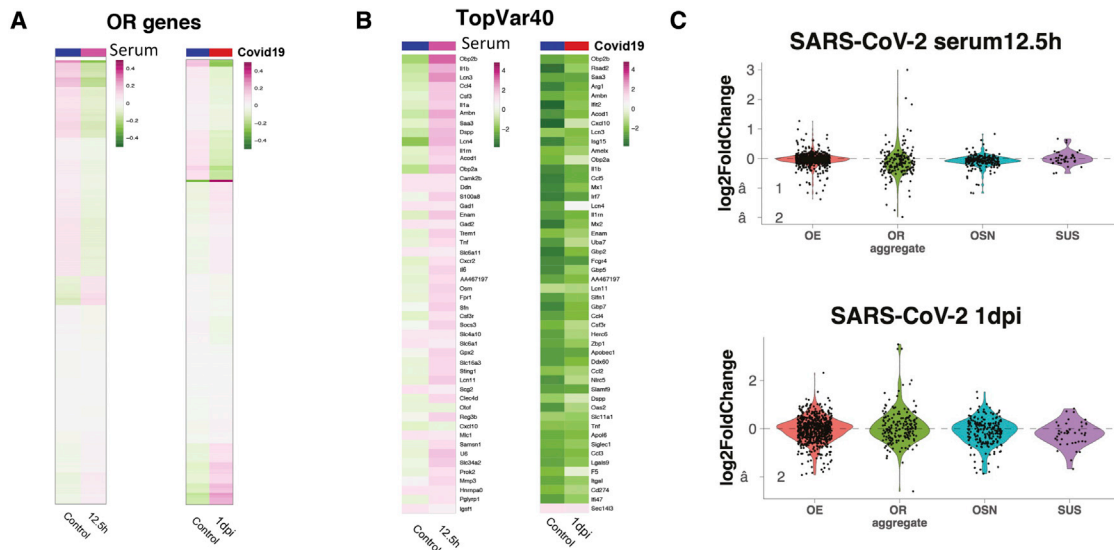 A
OR genes
Serum
Covid19
0.4
0.2
0
−0.2
−0.4
0.4
0.2
0
−0.2
−0.4
Control
12.5h
Control
1dpi
B
TopVar40
Serum
Covid19
Obp2b
Il1b
Lcn3
Ccl4
Csf3
Il1a
Ambn
Saa3
Dspp
Lcn4
Il1rn
Acod1
Obp2a
Camk2b
Ddn
S100a8
Gad1
Enam
Gad2
Trem1
Tnf
Slc6a11
Cxcr2
Il6
AA467197
Osm
Fpr1
Sfn
Csf3r
Socs3
Slc4a10
Slc6a1
Gpx2
Slc16a3
Sting1
Lcn11
Scg2
Clec4d
Reg3b
Cxcl10
Mlc1
Samsn1
Slc34a2
Prok2
Mmp3
Hnrnpa0
Pglyrp1
Igsf1
4
2
0
−2
Control
12.5h
Obp2b
Rsad2
Saa3
Arg1
Ambn
Ifit2
Acod1
Cxcl10
Lcn3
Isg15
Amelx
Obp2a
Il1b
Ccl5
Mx1
Irf7
Lcn4
Il1rn
Mx2
Enam
Uba7
Gbp2
Fcgr4
Gbp5
AA467197
Lcn11
Slfn1
Gbp7
Ccl4
Csf3r
Herc6
Zbp1
Apobec1
Ddx60
Ccl2
Nlrc5
Slamf9
Dspp
Oas2
Slc11a1
Tnf
Apol6
Siglec1
Ccl3
Lgals9
F5
Itgal
Cd274
Ifi47
Sec14l3
4
2
0
−2
Control
1dpi
C
SARS-CoV-2 serum12.5h
log2FoldChange
3
2
1
0
â 1
â 2
OE
OR
aggregate
OSN
SUS
SARS-CoV-2 1dpi
log2FoldChange
2
0
â 2
OE
OR
aggregate
OSN
SUS